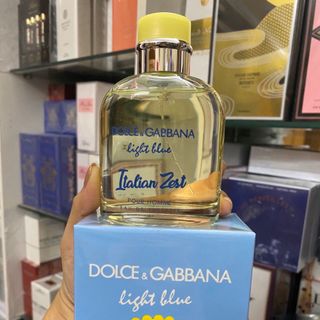 DOLCE & GABBANA
light blue
Italian Zest
POUR HOMME
DOLCE & GABBANA
light blue